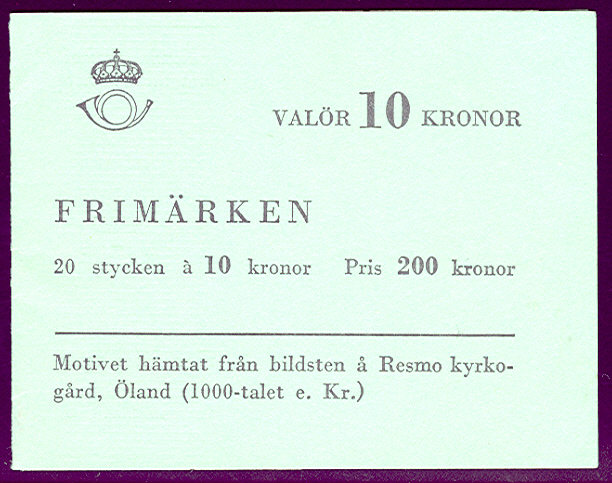 VALÖR 10 KRONOR
FRIMÄRKEN
20 stycken à 10 kronor Pris 200 kronor
Motivet hämtat från bildsten å Resmo kyrko-
gård, Öland (1000-talet e. Kr.)